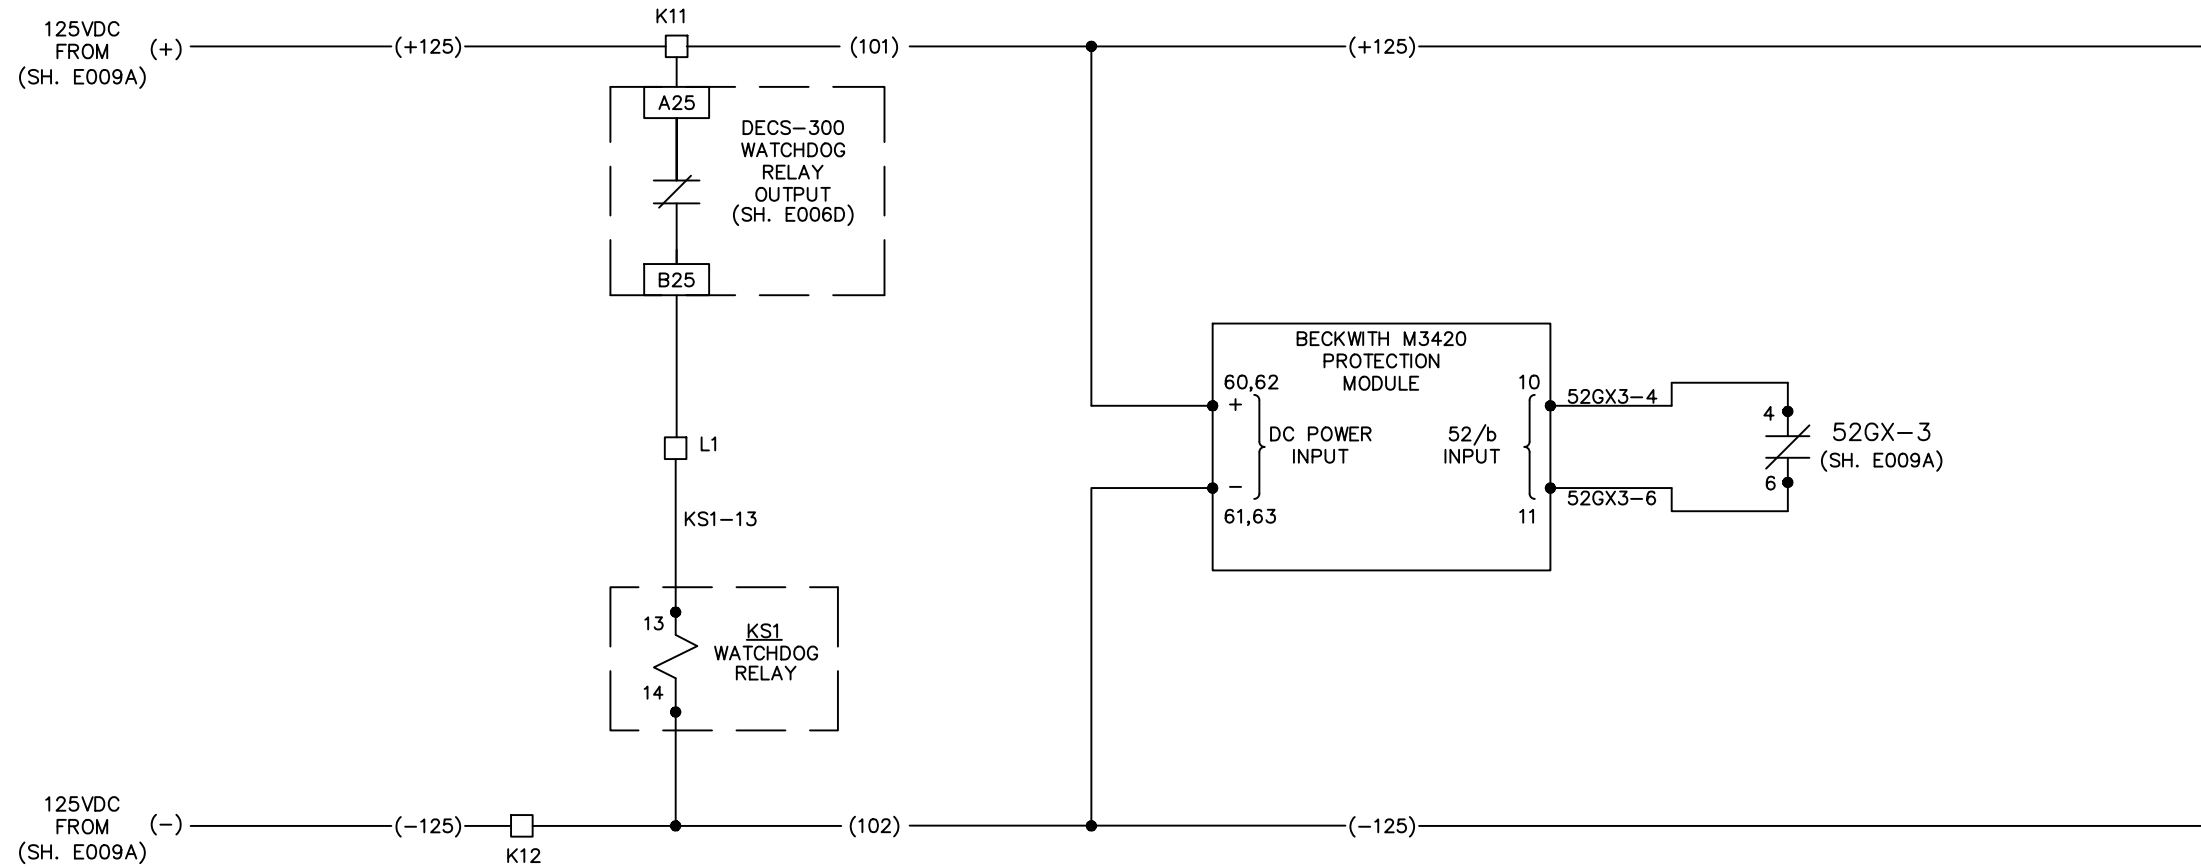 K11
125VDC
FROM
(SH. E009A)
(+)
(+125)
(101)
(+125)
A25
DECS-300
WATCHDOG
RELAY
OUTPUT
(SH. E006D)
B25
L1
KS1-13
BECKWITH M3420
PROTECTION
MODULE
60,62
+
DC POWER
INPUT
-
61,63
10
52/b
INPUT
11
52GX3-4
52GX3-6
4
6
52GX-3
(SH. E009A)
13
KS1
WATCHDOG
RELAY
14
125VDC
FROM
(SH. E009A)
(-)
(-125)
K12
(102)
(-125)